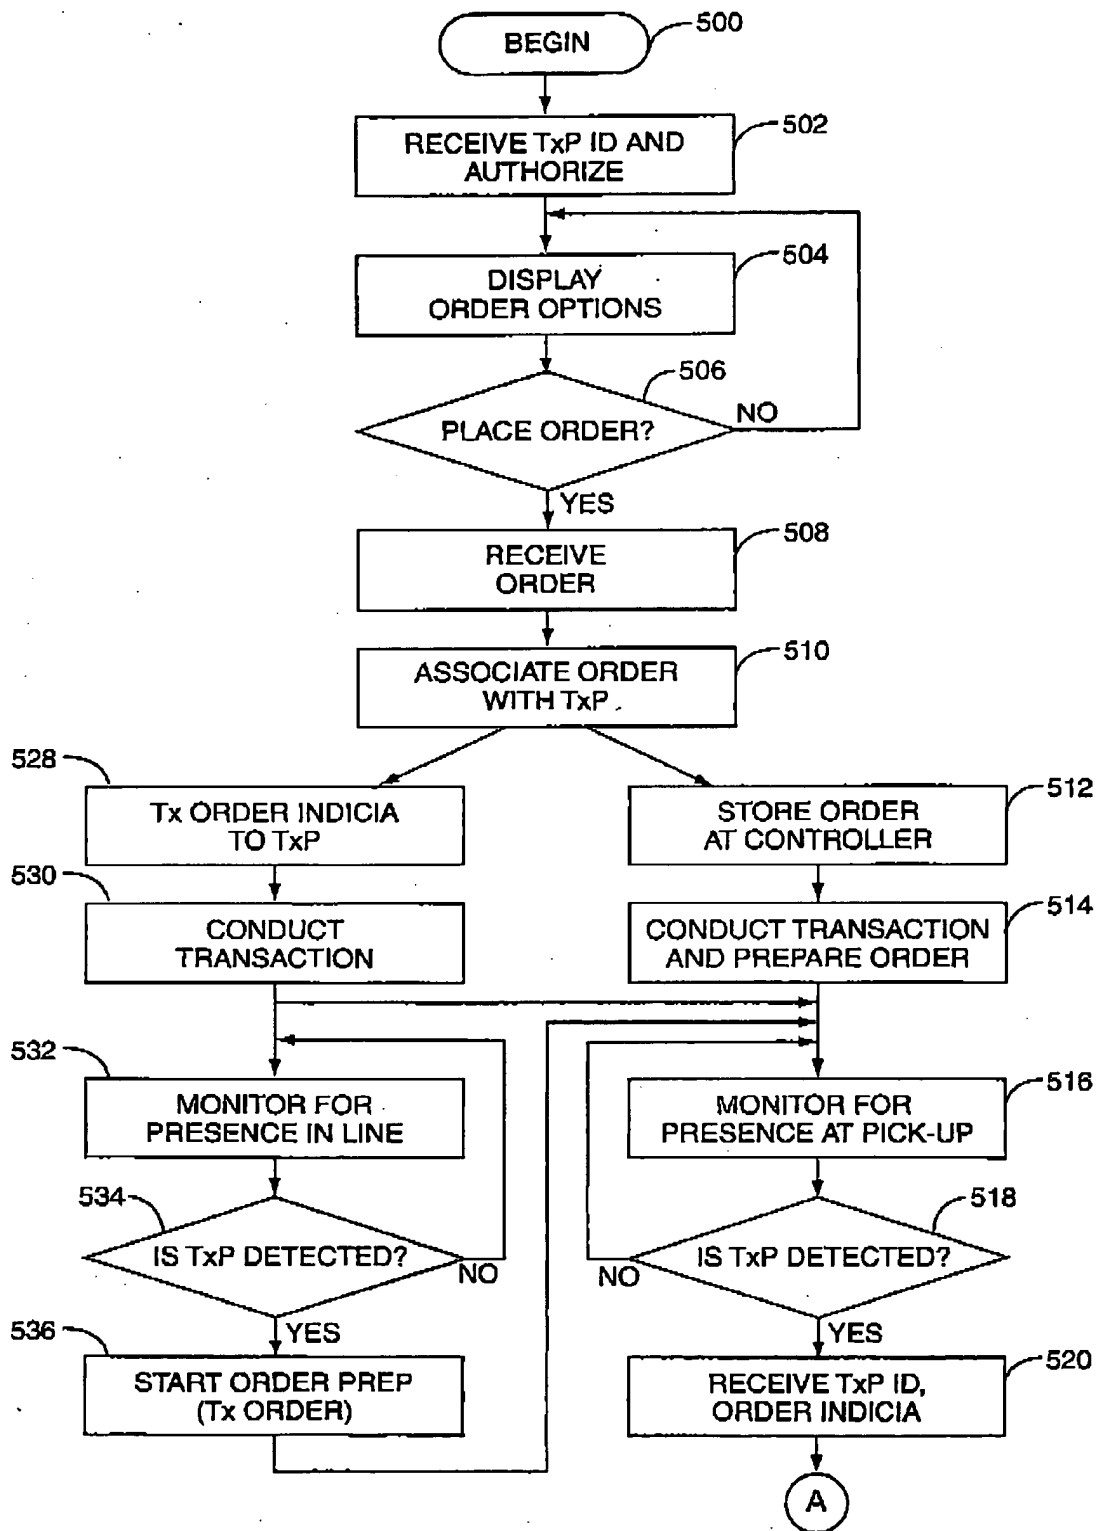 BEGIN
500
RECEIVE TxP ID AND
AUTHORIZE
502
DISPLAY
ORDER OPTIONS
504
PLACE ORDER?
506
NO
YES
RECEIVE
ORDER
508
ASSOCIATE ORDER
WITH TxP
510
528
Tx ORDER INDICIA
TO TxP
STORE ORDER
AT CONTROLLER
512
530
CONDUCT
TRANSACTION
CONDUCT TRANSACTION
AND PREPARE ORDER
514
532
MONITOR FOR
PRESENCE IN LINE
MONITOR FOR
PRESENCE AT PICK-UP
516
534
IS TxP DETECTED?
NO
YES
518
IS TxP DETECTED?
NO
YES
536
START ORDER PREP
(Tx ORDER)
RECEIVE TxP ID,
ORDER INDICIA
520
A